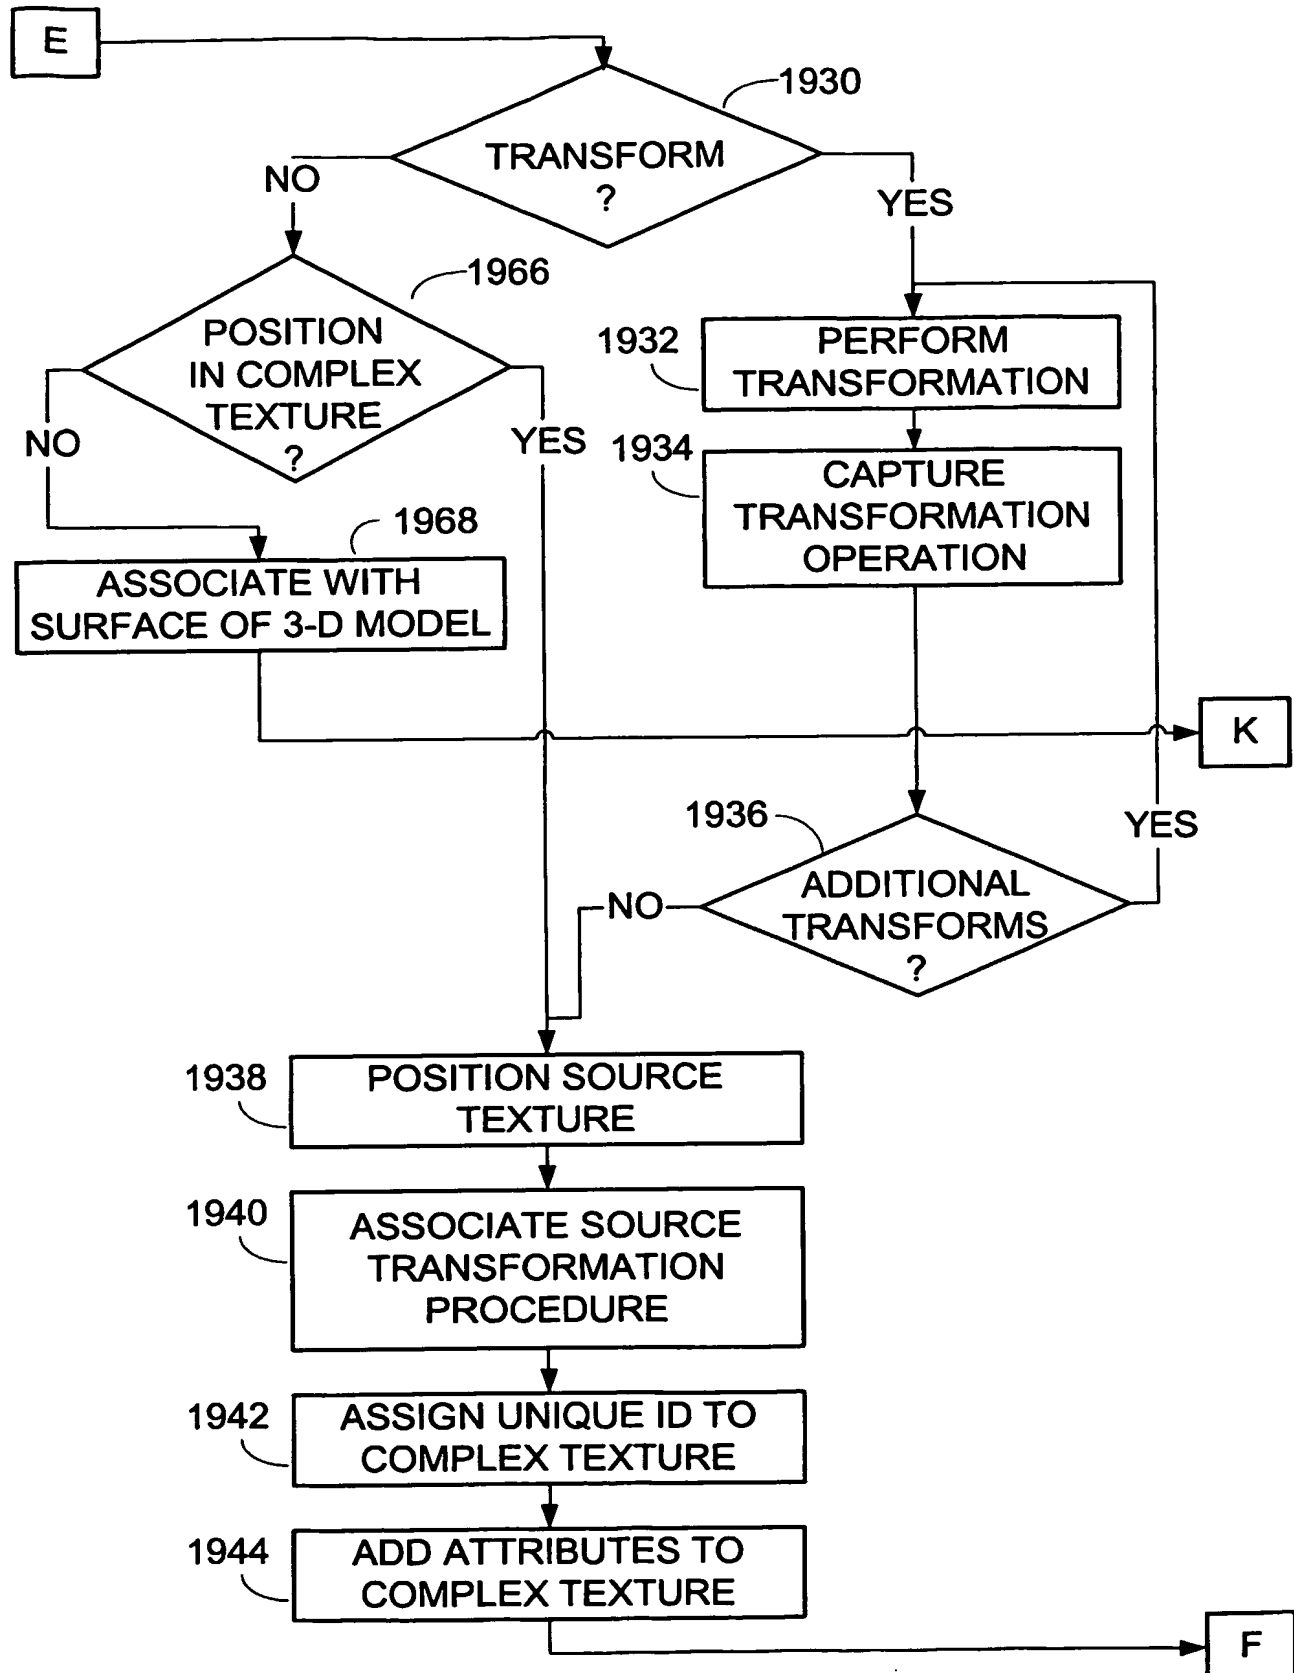 E
1930
TRANSFORM
?
NO
YES
1966
POSITION
IN COMPLEX
TEXTURE
?
NO
YES
1932
PERFORM
TRANSFORMATION
1934
CAPTURE
TRANSFORMATION
OPERATION
1968
ASSOCIATE WITH
SURFACE OF 3-D MODEL
K
1936
ADDITIONAL
TRANSFORMS
?
YES
NO
1938
POSITION SOURCE
TEXTURE
1940
ASSOCIATE SOURCE
TRANSFORMATION
PROCEDURE
1942
ASSIGN UNIQUE ID TO
COMPLEX TEXTURE
1944
ADD ATTRIBUTES TO
COMPLEX TEXTURE
F